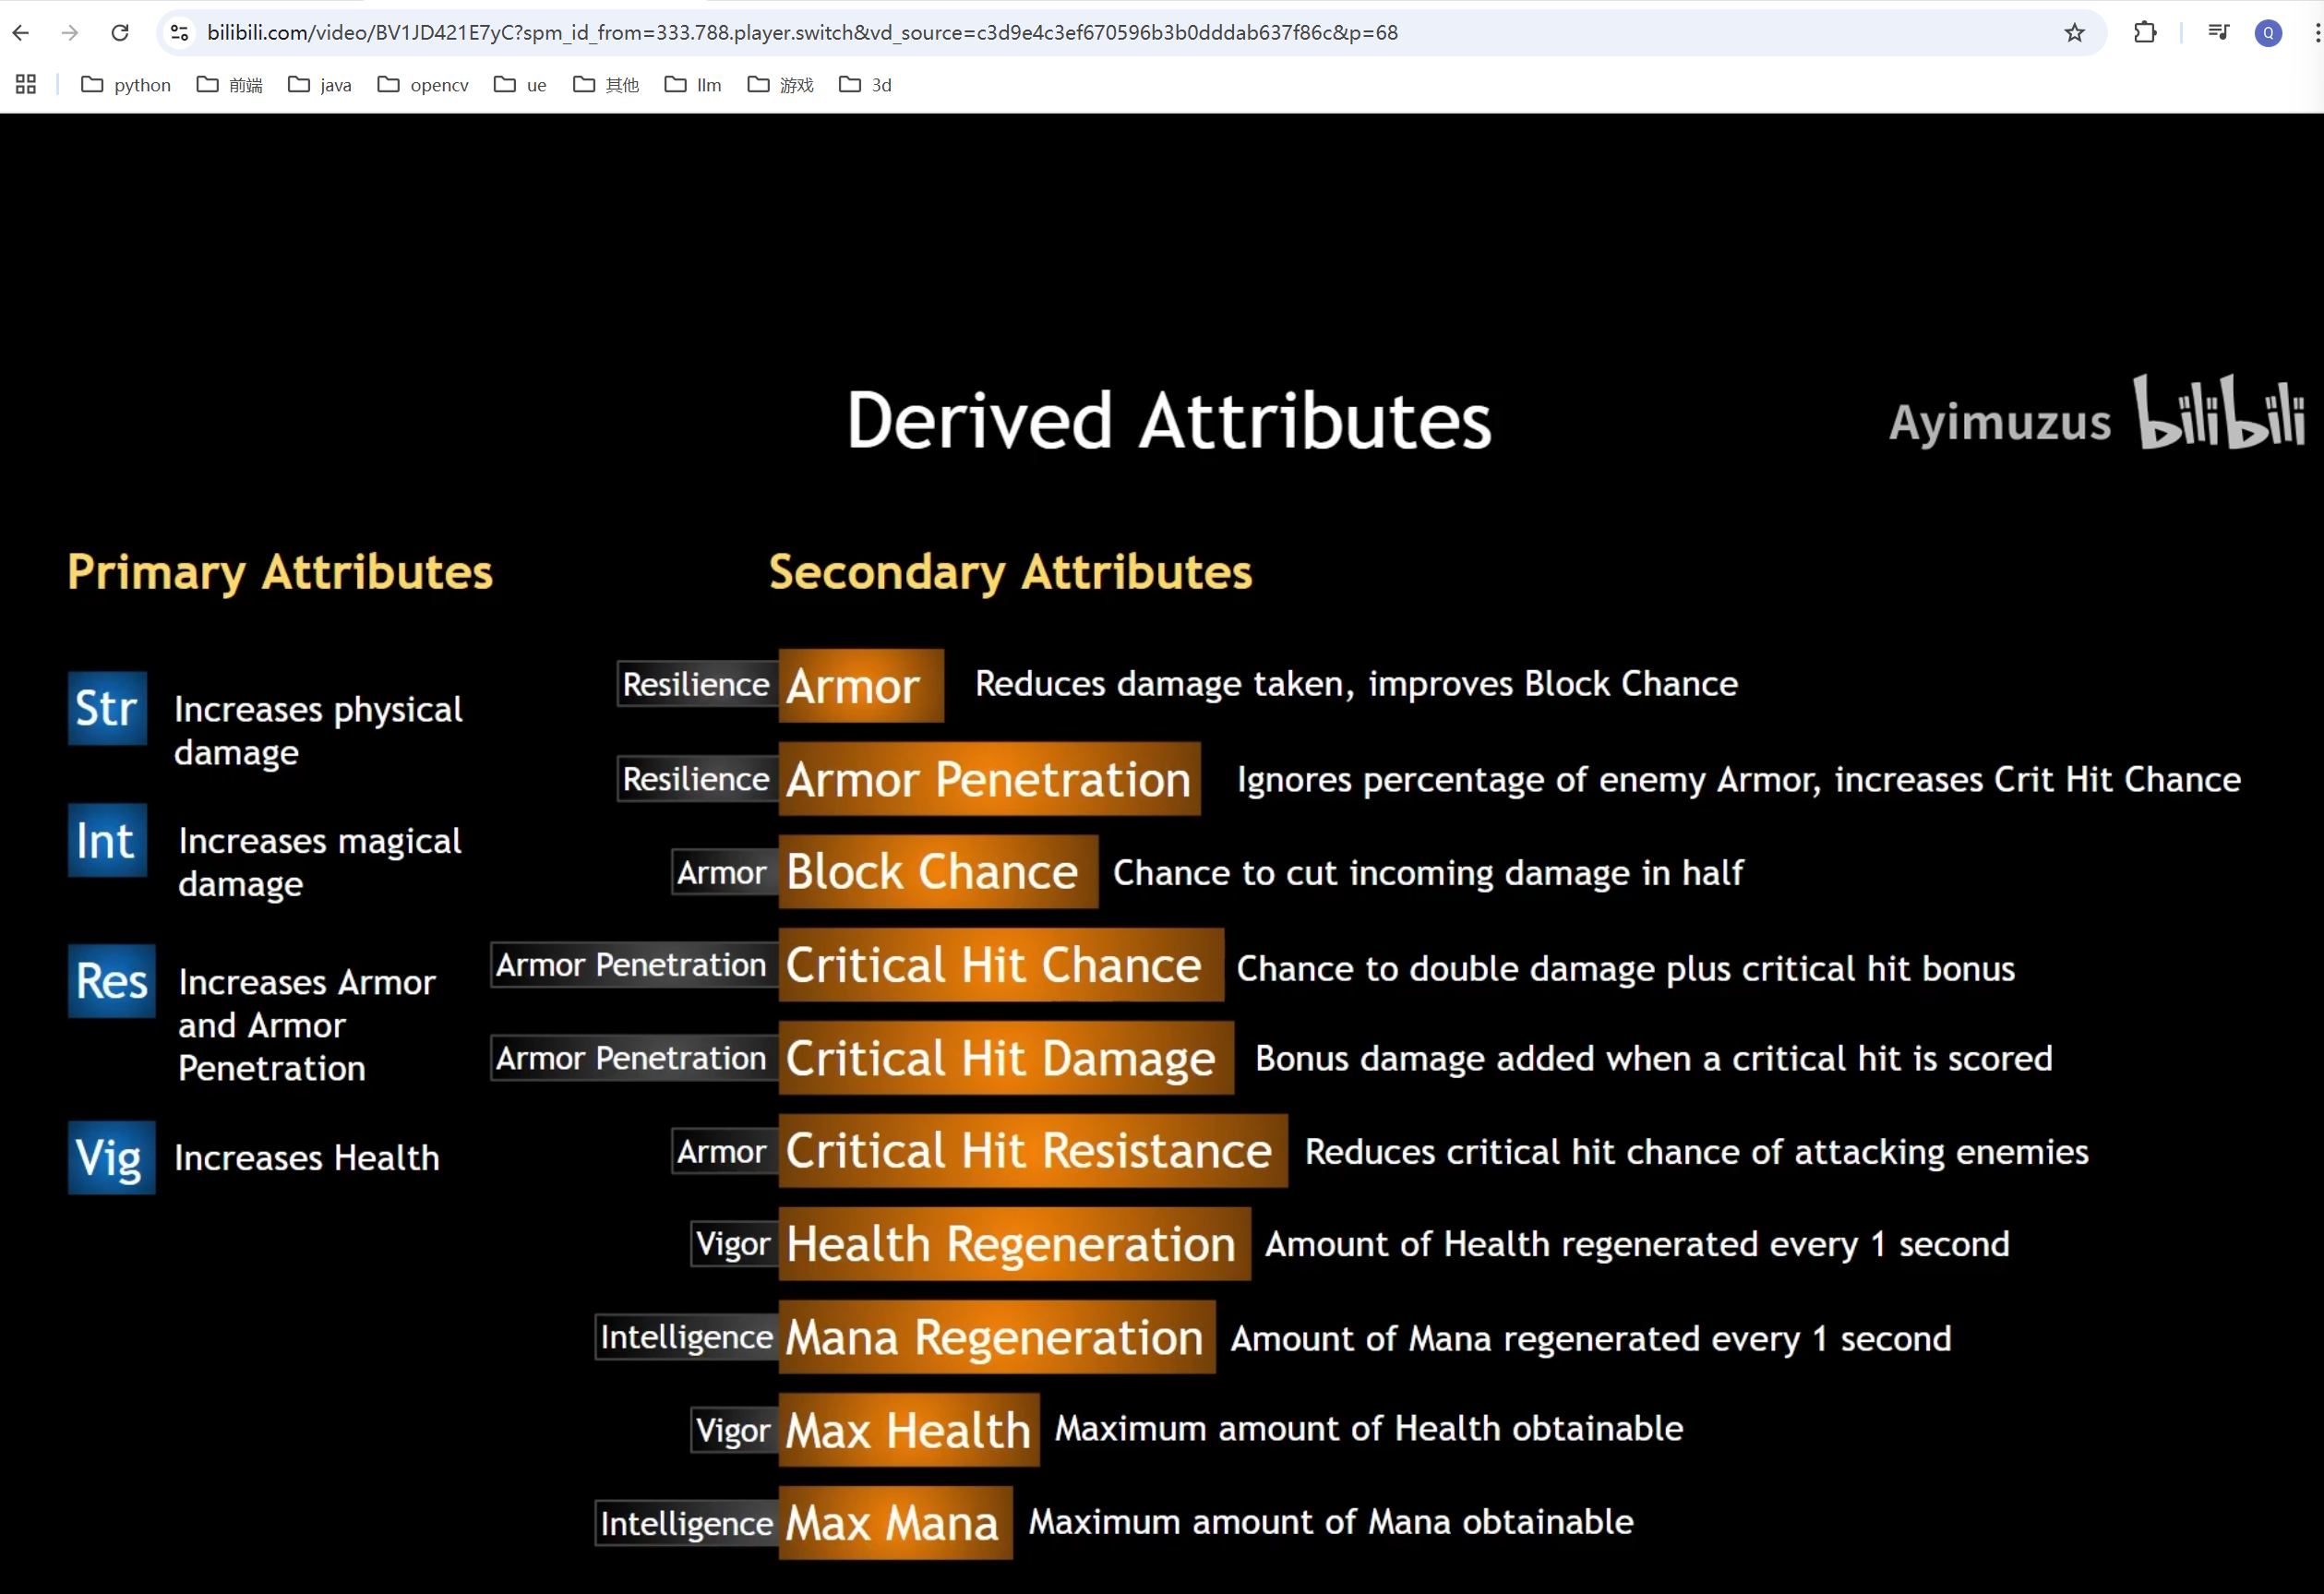 bilibili.com/video/BV1JD421E7yC?spm_id_from=333.788.player.switch&vd_source=c3d9e4c3ef670596b3b0dddab637f86c&p=68
Q
python 前端 java opencv ue 其他 llm 游戏 3d
Derived Attributes
Ayimuzus bilibili
Primary Attributes
Str Increases physical
damage
Int Increases magical
damage
Res Increases Armor
and Armor
Penetration
Vig Increases Health
Secondary Attributes
Resilience Armor Reduces damage taken, improves Block Chance
Resilience Armor Penetration Ignores percentage of enemy Armor, increases Crit Hit Chance
Armor Block Chance Chance to cut incoming damage in half
Armor Penetration Critical Hit Chance Chance to double damage plus critical hit bonus
Armor Penetration Critical Hit Damage Bonus damage added when a critical hit is scored
Armor Critical Hit Resistance Reduces critical hit chance of attacking enemies
Vigor Health Regeneration Amount of Health regenerated every 1 second
Intelligence Mana Regeneration Amount of Mana regenerated every 1 second
Vigor Max Health Maximum amount of Health obtainable
Intelligence Max Mana Maximum amount of Mana obtainable